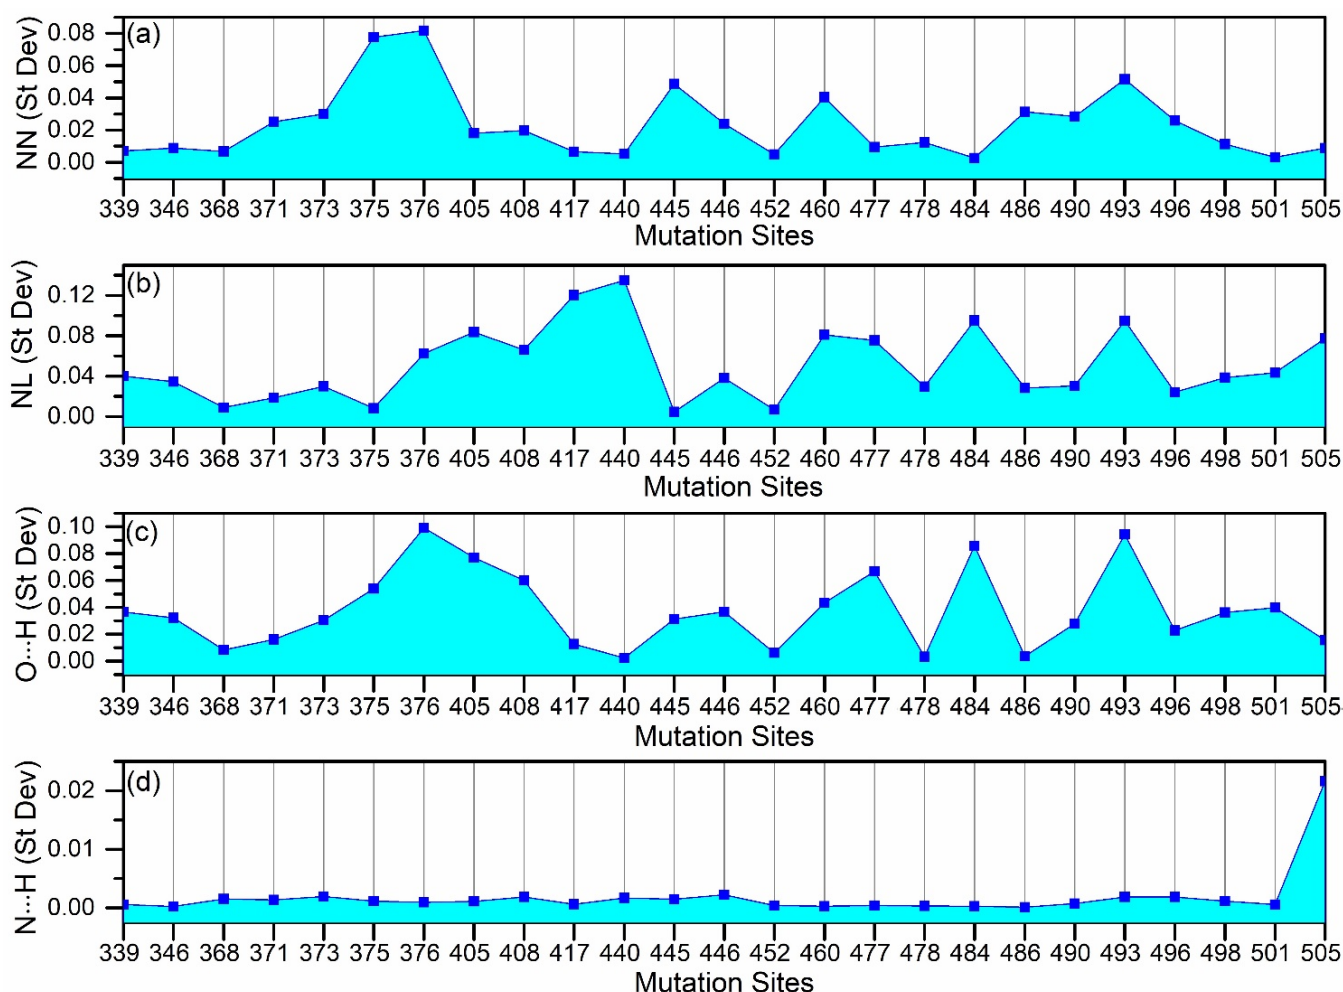 (a)
NN (St Dev)
0.08
0.06
0.04
0.02
0.00
339 346 368 371 373 375 376 405 408 417 440 445 446 452 460 477 478 484 486 490 493 496 498 501 505
Mutation Sites
(b)
NL (St Dev)
0.12
0.08
0.04
0.00
339 346 368 371 373 375 376 405 408 417 440 445 446 452 460 477 478 484 486 490 493 496 498 501 505
Mutation Sites
(c)
O···H (St Dev)
0.10
0.08
0.06
0.04
0.02
0.00
339 346 368 371 373 375 376 405 408 417 440 445 446 452 460 477 478 484 486 490 493 496 498 501 505
Mutation Sites
(d)
N···H (St Dev)
0.02
0.01
0.00
339 346 368 371 373 375 376 405 408 417 440 445 446 452 460 477 478 484 486 490 493 496 498 501 505
Mutation Sites